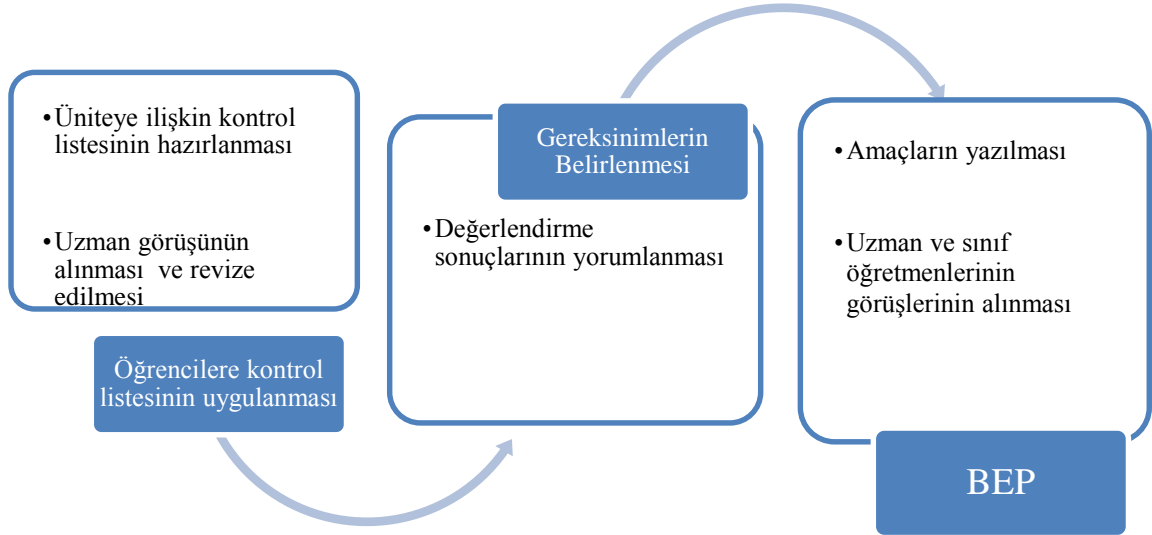 •Üniteye ilişkin kontrol
listesinin hazırlanması
•Uzman görüşünün
alınması ve revize
edilmesi
Öğrencilere kontrol
listesinin uygulanması
Gereksinimlerin
Belirlenmesi
•Değerlendirme
sonuçlarının yorumlanması
•Amaçların yazılması
•Uzman ve sınıf
öğretmenlerinin
görüşlerinin alınması
BEP